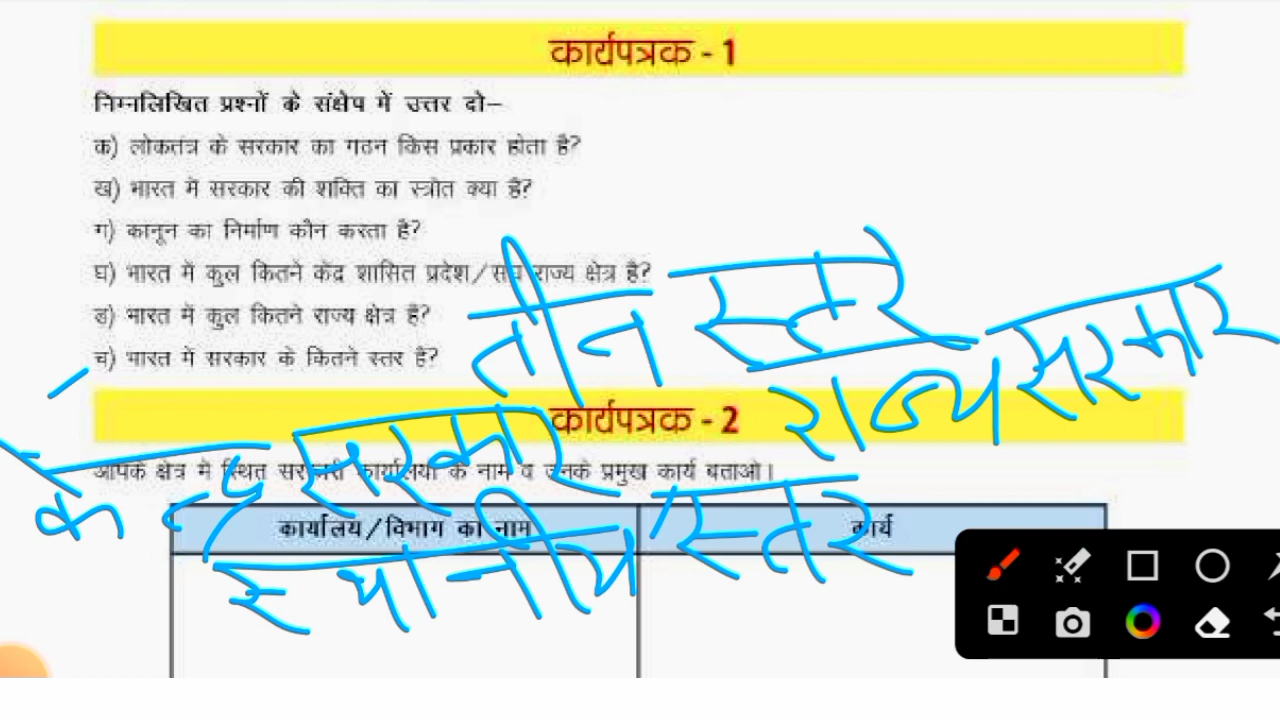 कार्यपत्रक - 1
निम्नलिखित प्रश्नों के संक्षेप में उत्तर दो–
क) लोकतंत्र के सरकार का गठन किस प्रकार होता है?
ख) भारत में सरकार की शक्ति का स्त्रोत क्या है?
ग) कानून का निर्माण कौन करता है?
घ) भारत में कुल कितने केंद्र शासित प्रदेश/संघ राज्य क्षेत्र है?
ड) भारत में कुल कितने राज्य क्षेत्र हैं?
च) भारत में सरकार के कितने स्तर हैं?
तीन स्तर
राज्य सरकार
केन्द्र सरकार
स्थानीय स्तर
कार्यपत्रक - 2
आपके क्षेत्र में स्थित सरकारी कार्यालयों के नाम व उनके प्रमुख कार्य बताओ।
कार्यालय/विभाग का नाम
कार्य